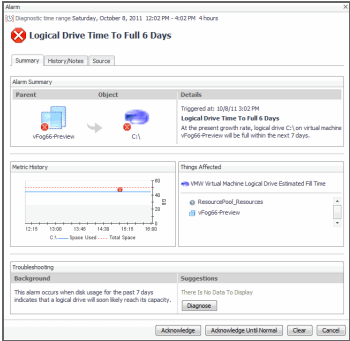 Alarm
Diagnostic time range Saturday, October 8, 2011 12:02 PM - 4:02 PM 4 hours
Logical Drive Time To Full 6 Days
Summary History/Notes Source
Alarm Summary
Parent Object Details
vFog66-Preview C:\
Triggered at: 10/8/11 3:02 PM
Logical Drive Time To Full 6 Days
At the present growth rate, logical drive C:\ on virtual machine
vFog66-Preview will be full within the next 7 days.
Metric History
60
40
20
0
GB
12:15 13:00 13:45 14:30 15:15 16:00
C:\ Space Used Total Space
Things Affected
VMW Virtual Machine Logical Drive Estimated Fill Time
ResourcePool_Resources
vFog66-Preview
Troubleshooting
Background Suggestions
This alarm occurs when disk usage for the past 7 days
indicates that a logical drive will soon likely reach its capacity.
There Is No Data To Display
Diagnose
Acknowledge Acknowledge Until Normal Clear Cancel